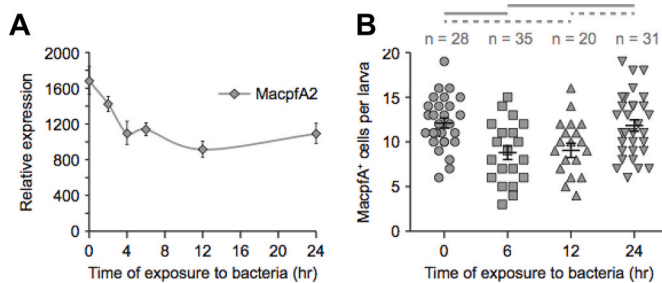 A
Relative expression
2000
1600
1200
800
400
0
MacpfA2
0 4 8 12 16 20 24
Time of exposure to bacteria (hr)
B
n = 28 n = 35 n = 20 n = 31
MacpfA⁺ cells per larva
20
15
10
5
0
0 6 12 24
Time of exposure to bacteria (hr)